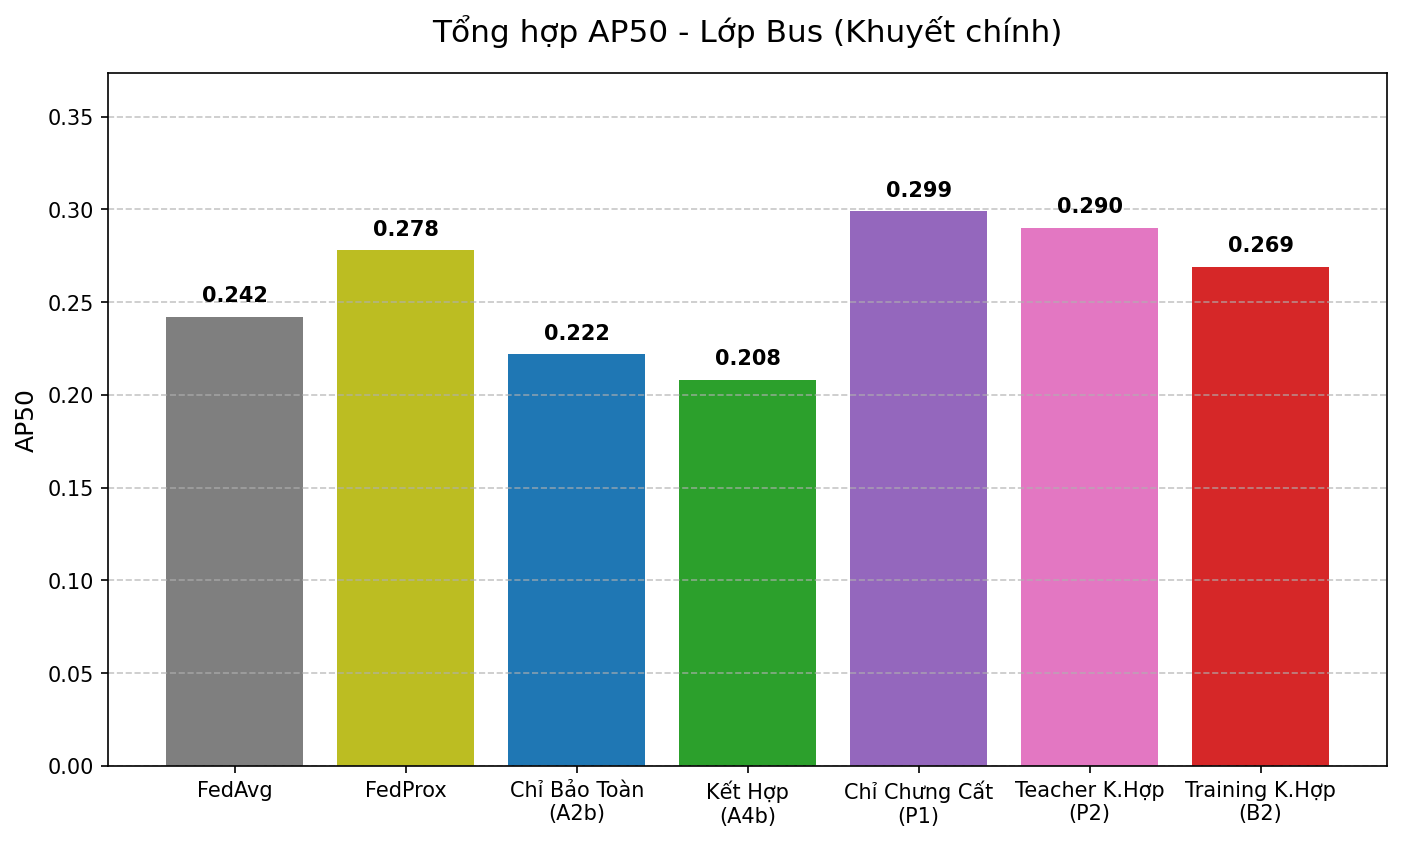 Tổng hợp AP50 - Lớp Bus (Khuyết chính)
AP50
0.35
0.30
0.25
0.20
0.15
0.10
0.05
0.00
0.242
0.278
0.222
0.208
0.299
0.290
0.269
FedAvg
FedProx
Chỉ Bảo Toàn
(A2b)
Kết Hợp
(A4b)
Chỉ Chưng Cất
(P1)
Teacher K.Hợp
(P2)
Training K.Hợp
(B2)